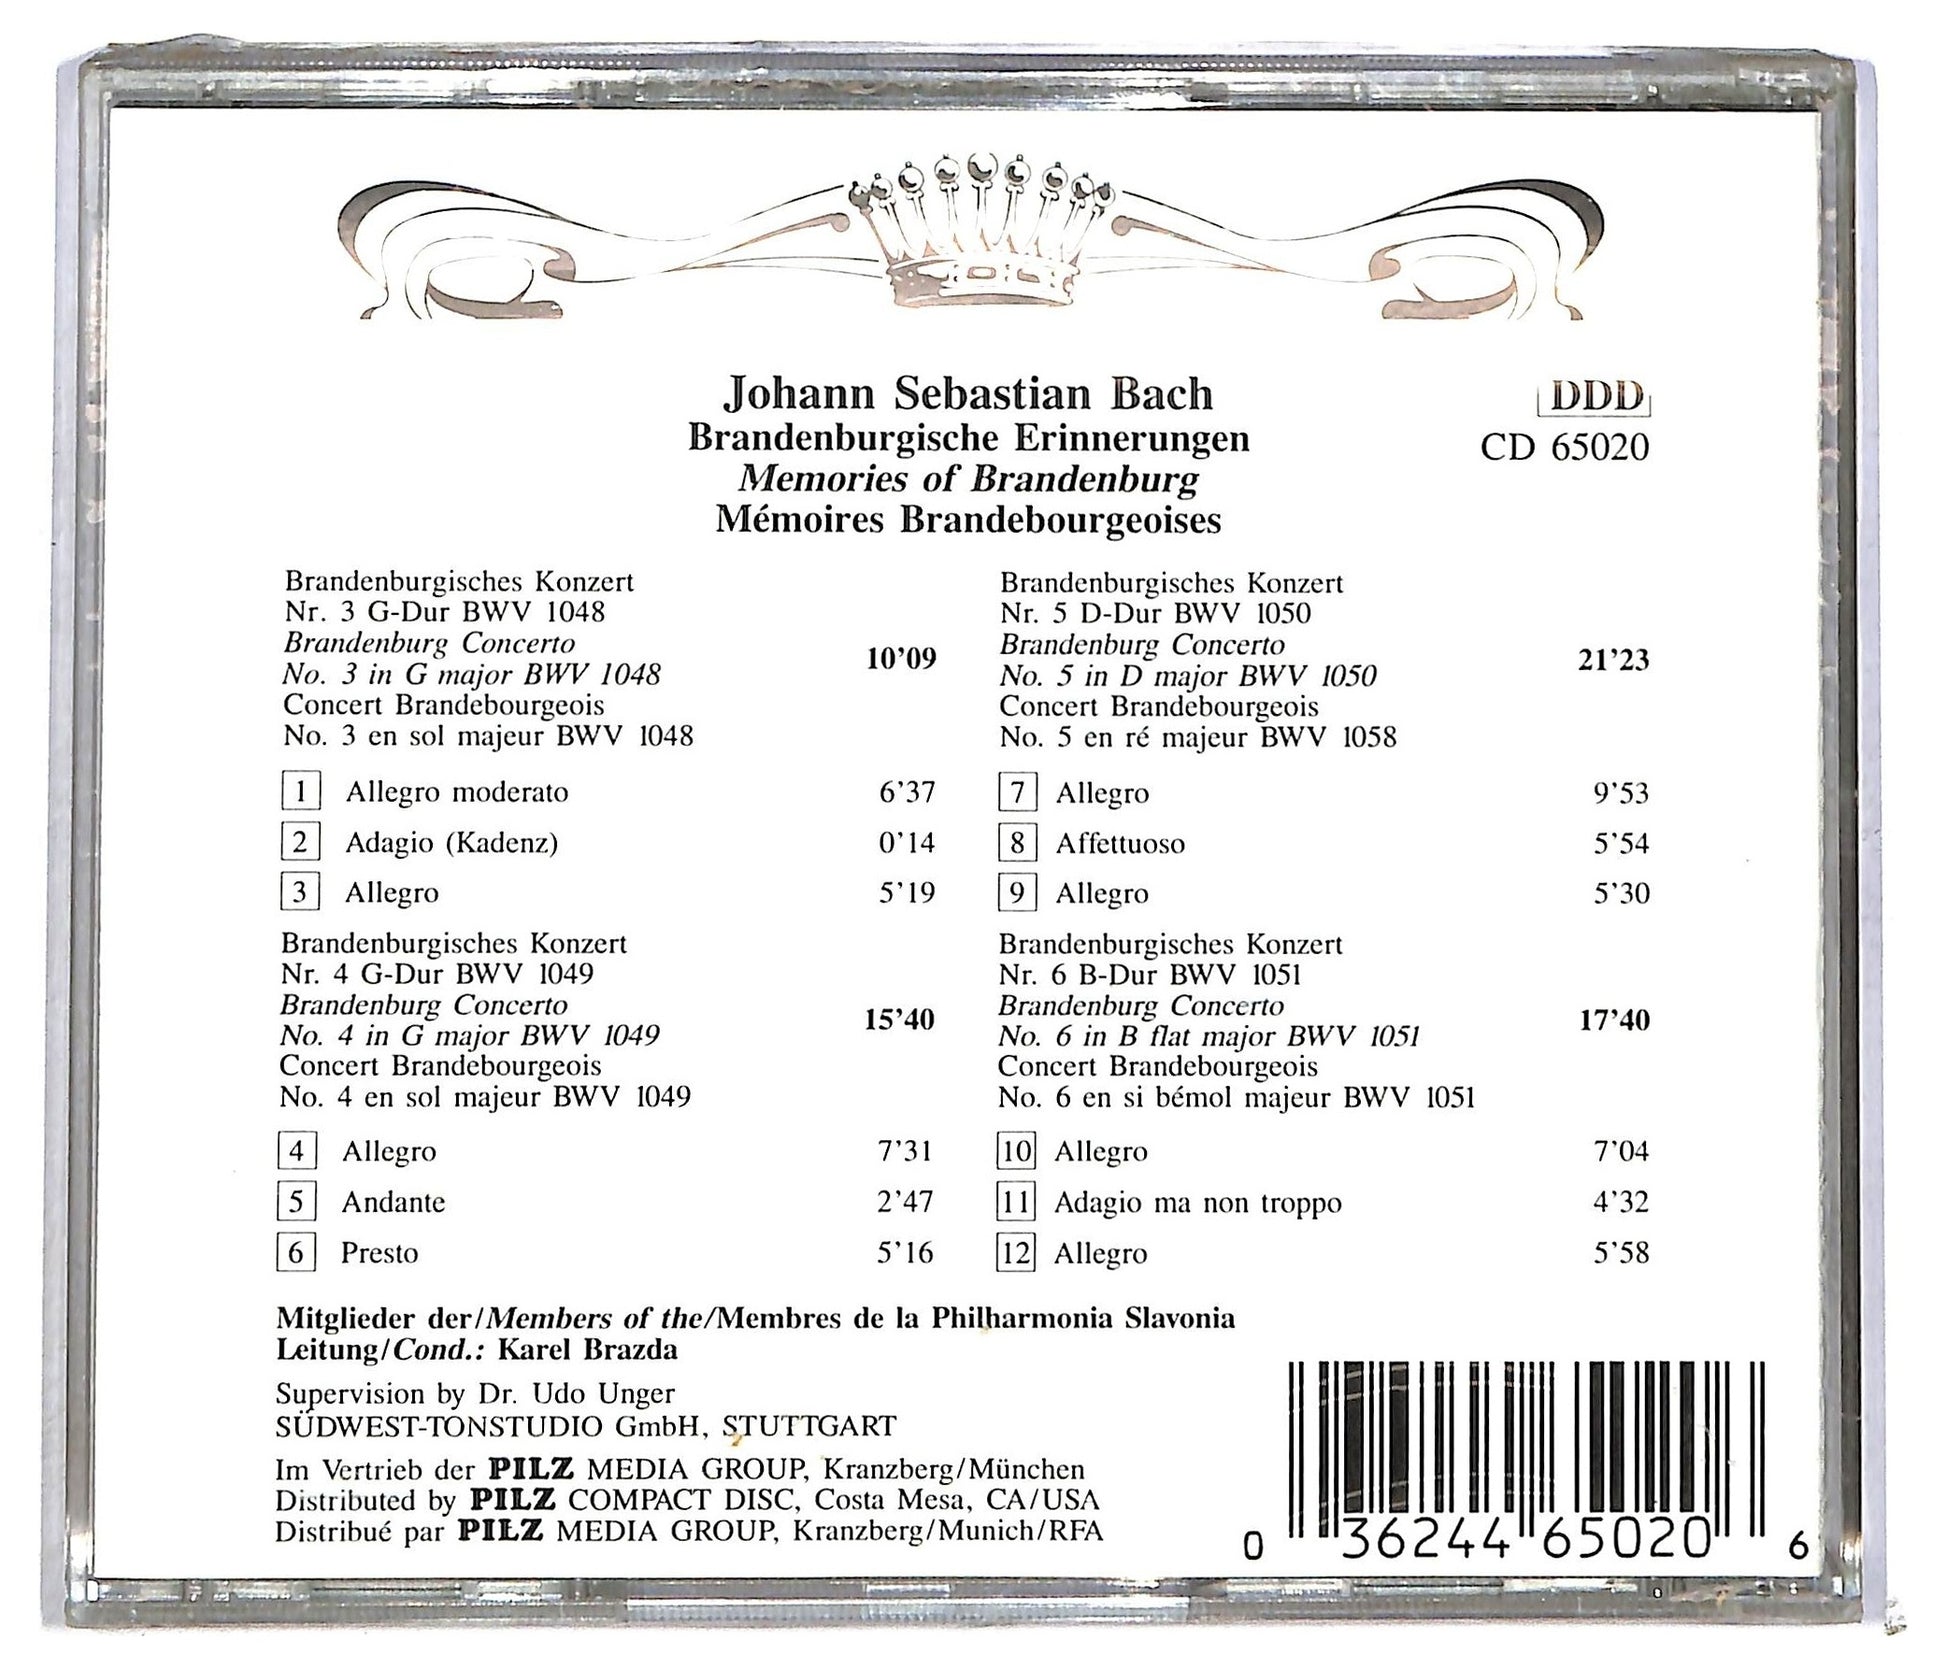 Johann Sebastian Bach
Brandenburgische Erinnerungen
Memories of Brandenburg
Mémoires Brandebourgeoises
DDD
CD 65020
Brandenburgisches Konzert
Nr. 3 G-Dur BWV 1048
Brandenburg Concerto
No. 3 in G major BWV 1048
Concert Brandebourgeois
No. 3 en sol majeur BWV 1048
10'09
1 Allegro moderato 6'37
2 Adagio (Kadenz) 0'14
3 Allegro 5'19
Brandenburgisches Konzert
Nr. 4 G-Dur BWV 1049
Brandenburg Concerto
No. 4 in G major BWV 1049
Concert Brandebourgeois
No. 4 en sol majeur BWV 1049
15'40
4 Allegro 7'31
5 Andante 2'47
6 Presto 5'16
Brandenburgisches Konzert
Nr. 5 D-Dur BWV 1050
Brandenburg Concerto
No. 5 in D major BWV 1050
Concert Brandebourgeois
No. 5 en ré majeur BWV 1058
21'23
7 Allegro 9'53
8 Affettuoso 5'54
9 Allegro 5'30
Brandenburgisches Konzert
Nr. 6 B-Dur BWV 1051
Brandenburg Concerto
No. 6 in B flat major BWV 1051
Concert Brandebourgeois
No. 6 en si bémol majeur BWV 1051
17'40
10 Allegro 7'04
11 Adagio ma non troppo 4'32
12 Allegro 5'58
Mitglieder der/Members of the/Membres de la Philharmonia Slavonia
Leitung/Cond.: Karel Brazda
Supervision by Dr. Udo Unger
SÜDWEST-TONSTUDIO GmbH, STUTTGART
Im Vertrieb der PILZ MEDIA GROUP, Kranzberg/München
Distributed by PILZ COMPACT DISC, Costa Mesa, CA/USA
Distribué par PILZ MEDIA GROUP, Kranzberg/Munich/RFA
0 36244 65020 6